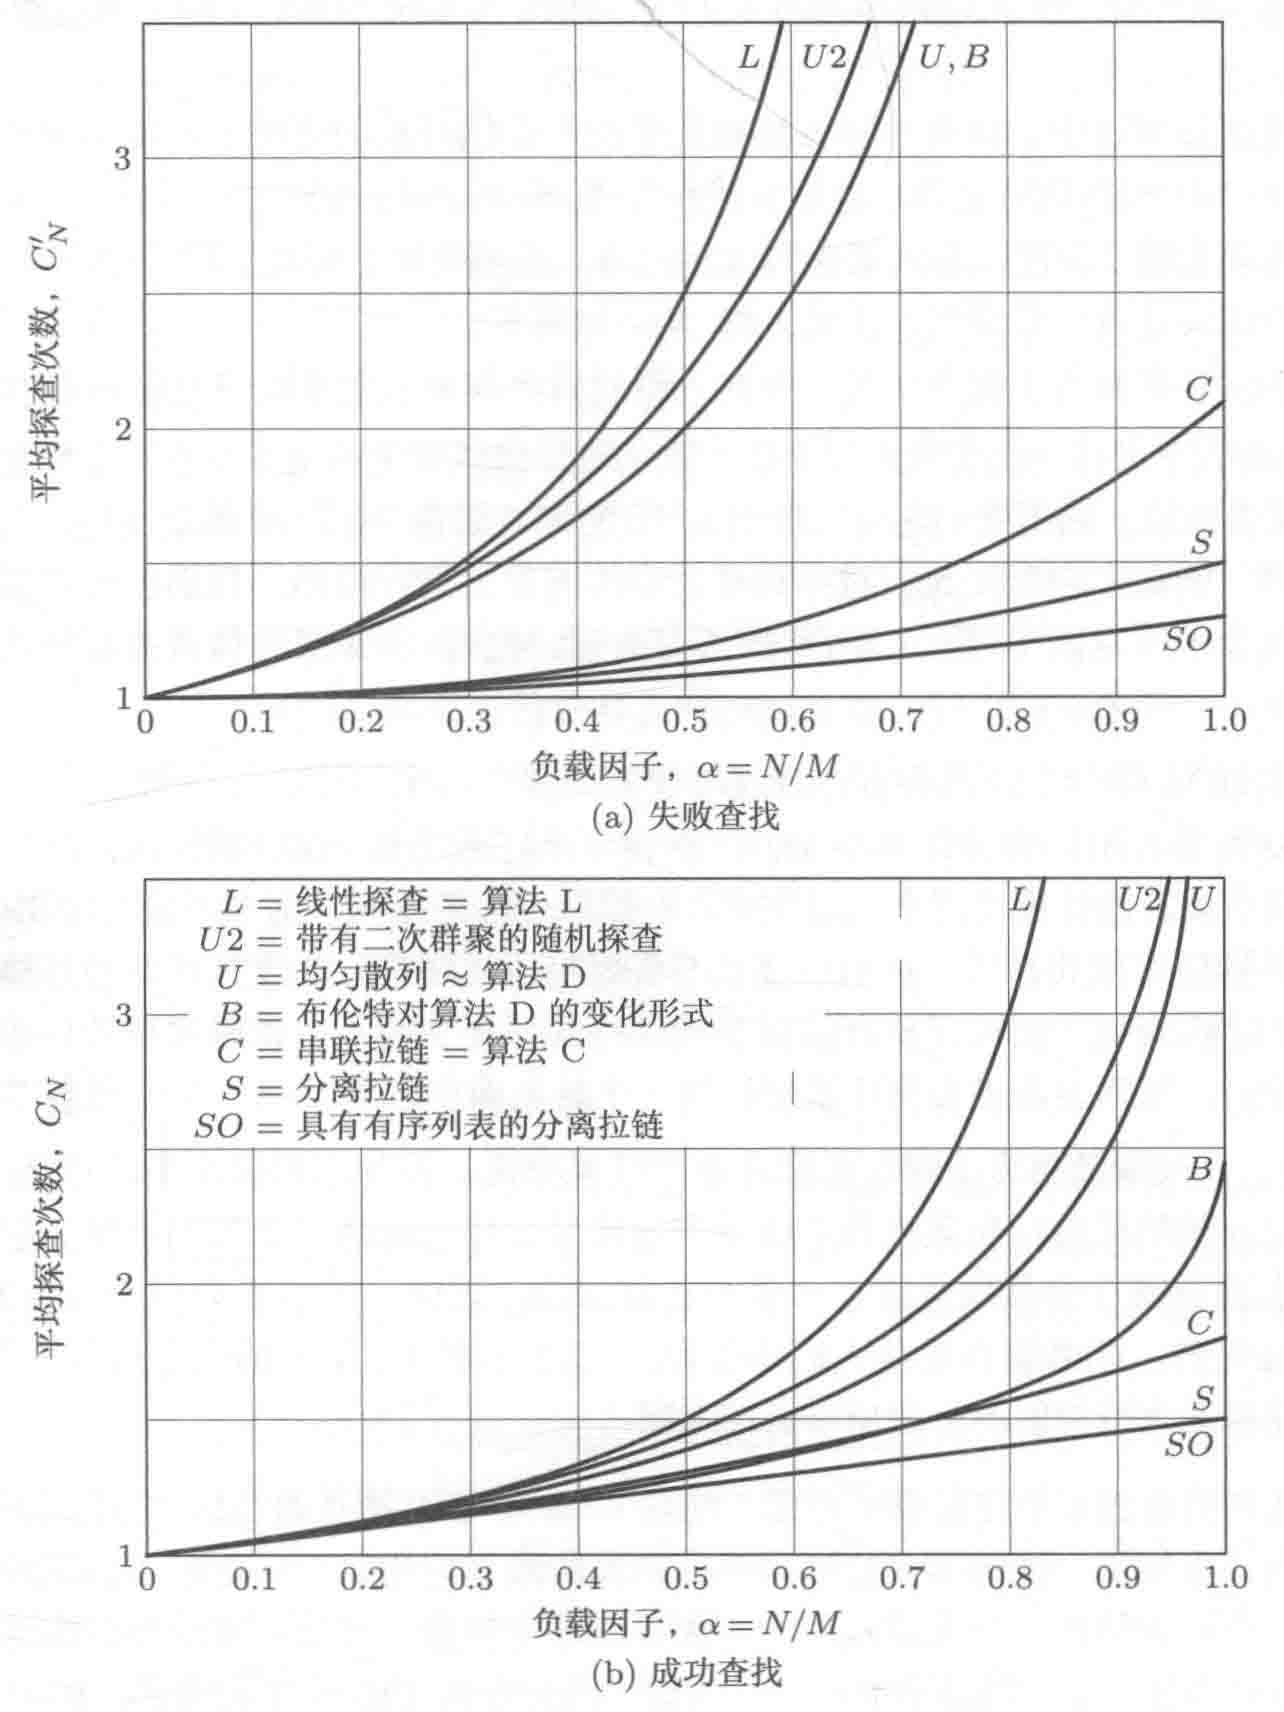 L U2 U, B
3
平均探查次数，C′_N
2
C
S
SO
1
0 0.1 0.2 0.3 0.4 0.5 0.6 0.7 0.8 0.9 1.0
负载因子，α = N/M
(a) 失败查找
L = 线性探查 = 算法 L
U2 = 带有二次群聚的随机探查
U = 均匀散列 ≈ 算法 D
B = 布伦特对算法 D 的变化形式
C = 串联拉链 = 算法 C
S = 分离拉链
SO = 具有有序列表的分离拉链
L U2 U
3
平均探查次数，C_N
B
2
C
S
SO
1
0 0.1 0.2 0.3 0.4 0.5 0.6 0.7 0.8 0.9 1.0
负载因子，α = N/M
(b) 成功查找